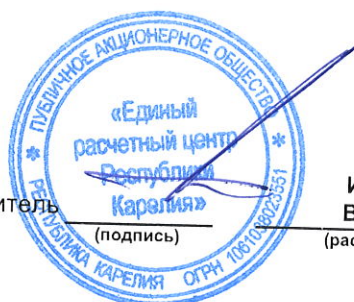 ПУБЛИЧНОЕ АКЦИОНЕРНОЕ ОБЩЕСТВО
«Единый
расчетный центр
Республики
Карелия»
РЕСПУБЛИКА КАРЕЛИЯ ОГРН
итель
И
В
(подпись)
(рас